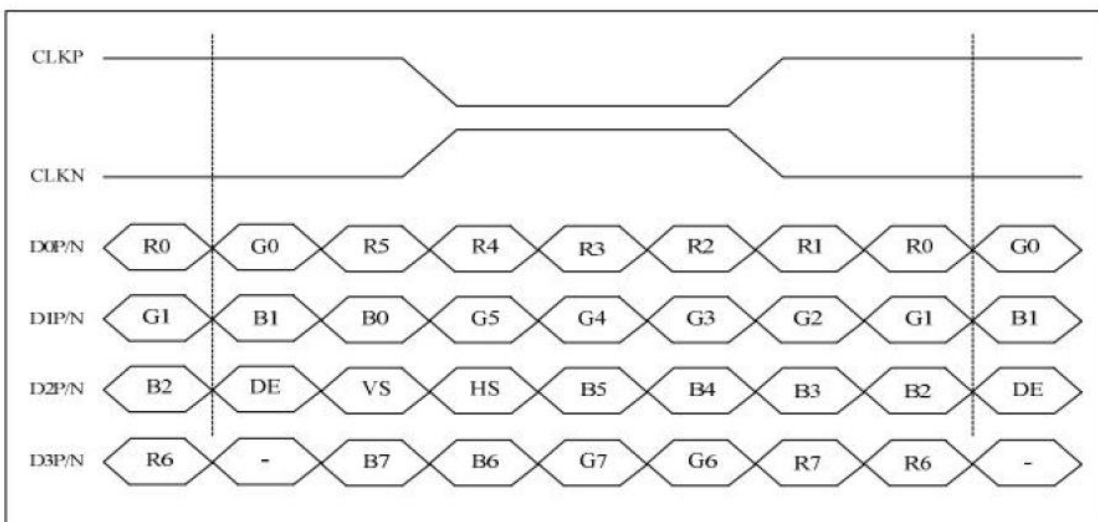 CLKP
CLKN
D0P/N R0 G0 R5 R4 R3 R2 R1 R0 G0
D1P/N G1 B1 B0 G5 G4 G3 G2 G1 B1
D2P/N B2 DE VS HS B5 B4 B3 B2 DE
D3P/N R6 - B7 B6 G7 G6 R7 R6 -